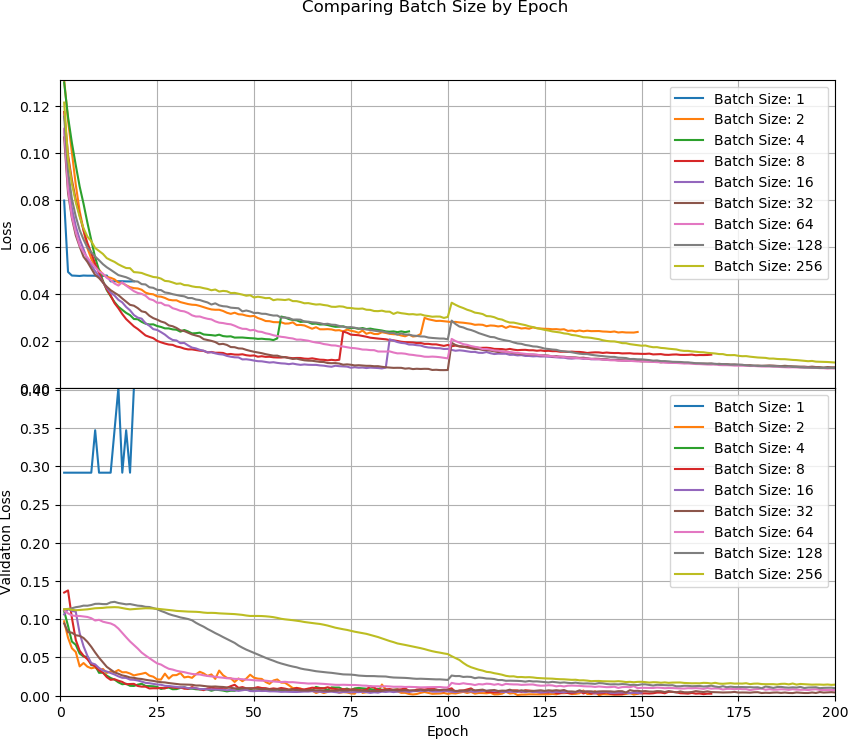 Comparing Batch Size by Epoch
0.12
0.10
0.08
0.06
0.04
0.02
0.00
Loss
Batch Size: 1
Batch Size: 2
Batch Size: 4
Batch Size: 8
Batch Size: 16
Batch Size: 32
Batch Size: 64
Batch Size: 128
Batch Size: 256
0.40
0.35
0.30
0.25
0.20
0.15
0.10
0.05
0.00
Validation Loss
Batch Size: 1
Batch Size: 2
Batch Size: 4
Batch Size: 8
Batch Size: 16
Batch Size: 32
Batch Size: 64
Batch Size: 128
Batch Size: 256
0 25 50 75 100 125 150 175 200
Epoch